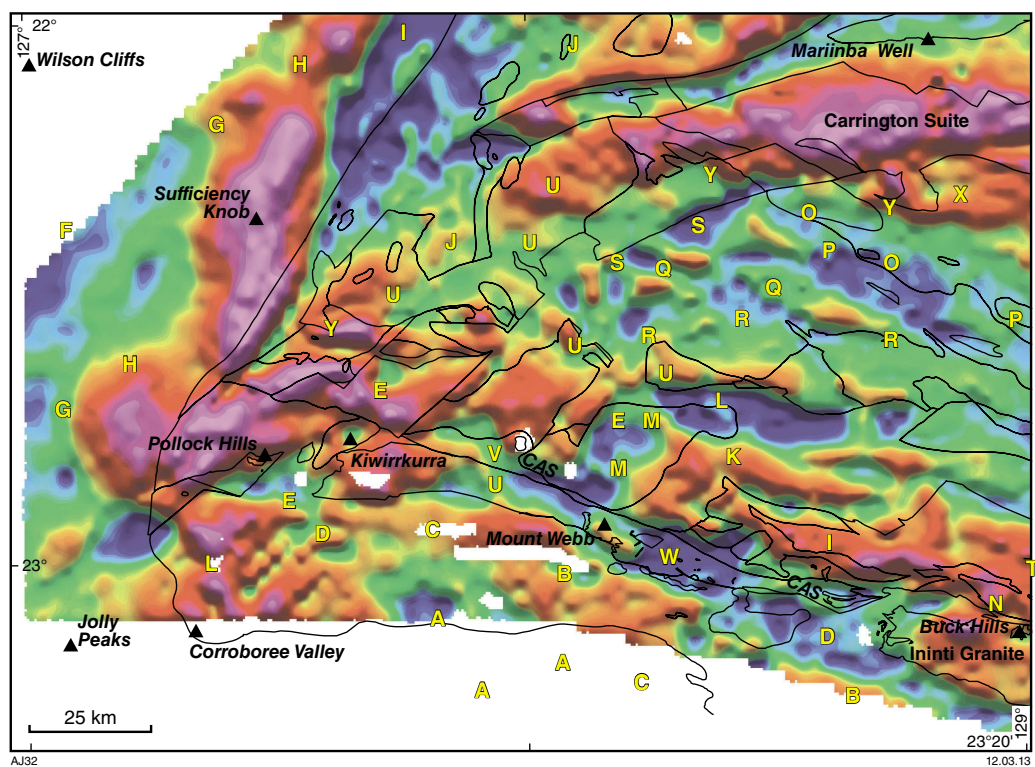 22°
127°
Wilson Cliffs
I
J
Mariinba Well
H
G
Carrington Suite
Sufficiency
Knob
U
Y
X
Y
F
J
U
S
O
S
Q
P
O
U
Q
Y
R
R
P
U
R
H
U
E
L
G
E
M
Pollock Hills
Kiwirrkurra
V
CAS
K
M
E
U
D
C
Mount Webb
I
23°
L
B
W
CAS
T
N
A
Buck Hills
Jolly
Peaks
D
Corroboree Valley
Ininti Granite
A
A
C
B
25 km
23°20'
129°
AJ32
12.03.13